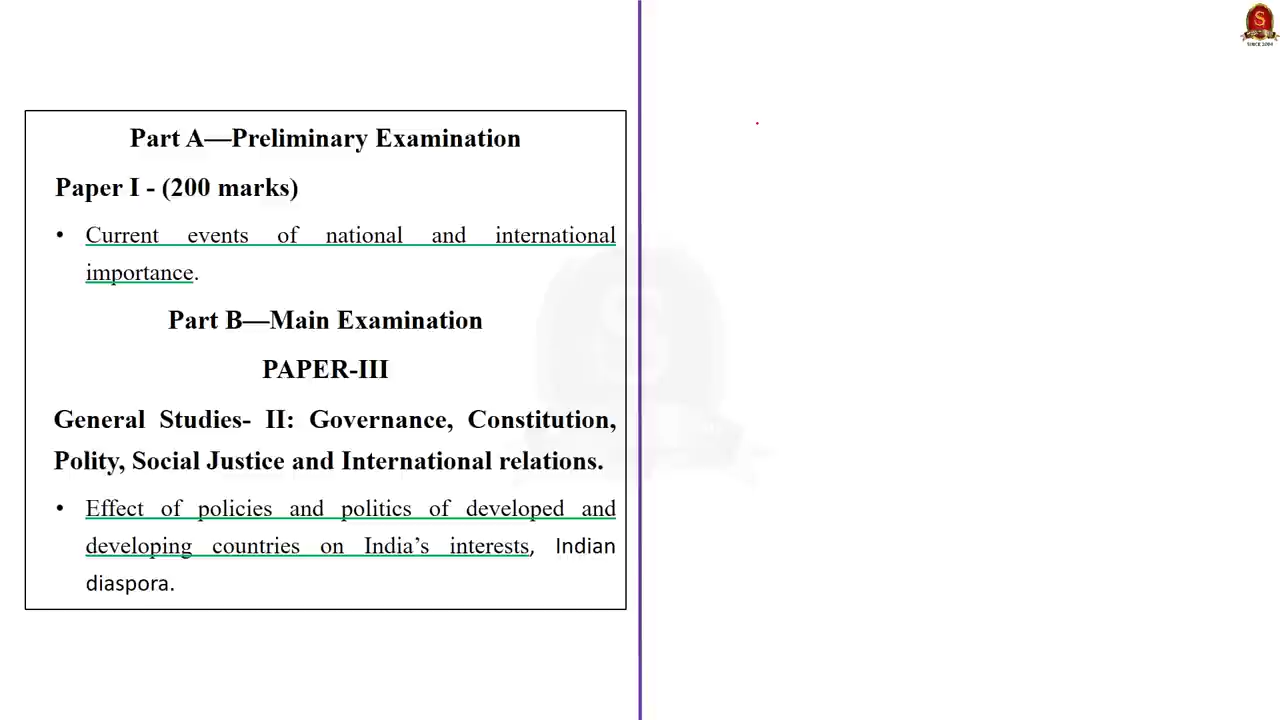 Part A—Preliminary Examination
Paper I - (200 marks)
• Current events of national and international
importance.
Part B—Main Examination
PAPER-III
General Studies- II: Governance, Constitution,
Polity, Social Justice and International relations.
• Effect of policies and politics of developed and
developing countries on India’s interests, Indian
diaspora.
S
SINCE 2004